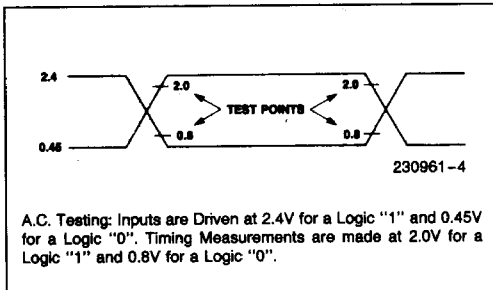 2.4
2.0
2.0
TEST POINTS
0.8
0.8
0.45
230961-4
A.C. Testing: Inputs are Driven at 2.4V for a Logic "1" and 0.45V
for a Logic "0". Timing Measurements are made at 2.0V for a
Logic "1" and 0.8V for a Logic "0".